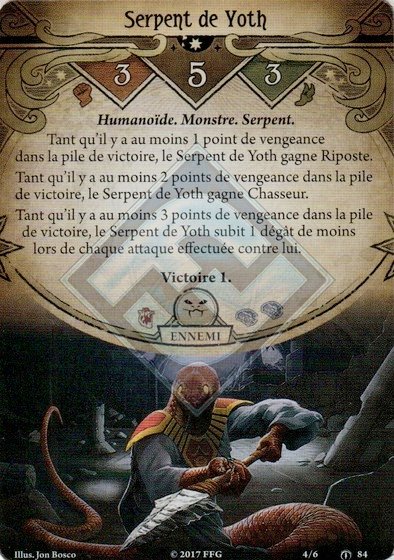 Serpent de Yoth
3 5 3
Humanoïde. Monstre. Serpent.
Tant qu'il y a au moins 1 point de vengeance
dans la pile de victoire, le Serpent de Yoth gagne Riposte.
Tant qu'il y a au moins 2 points de vengeance dans la pile
de victoire, le Serpent de Yoth gagne Chasseur.
Tant qu'il y a au moins 3 points de vengeance dans la pile
de victoire, le Serpent de Yoth subit 1 dégât de moins
lors de chaque attaque effectuée contre lui.
Victoire 1.
ENNEMI
Illus. Jon Bosco © 2017 FFG 4/6 84